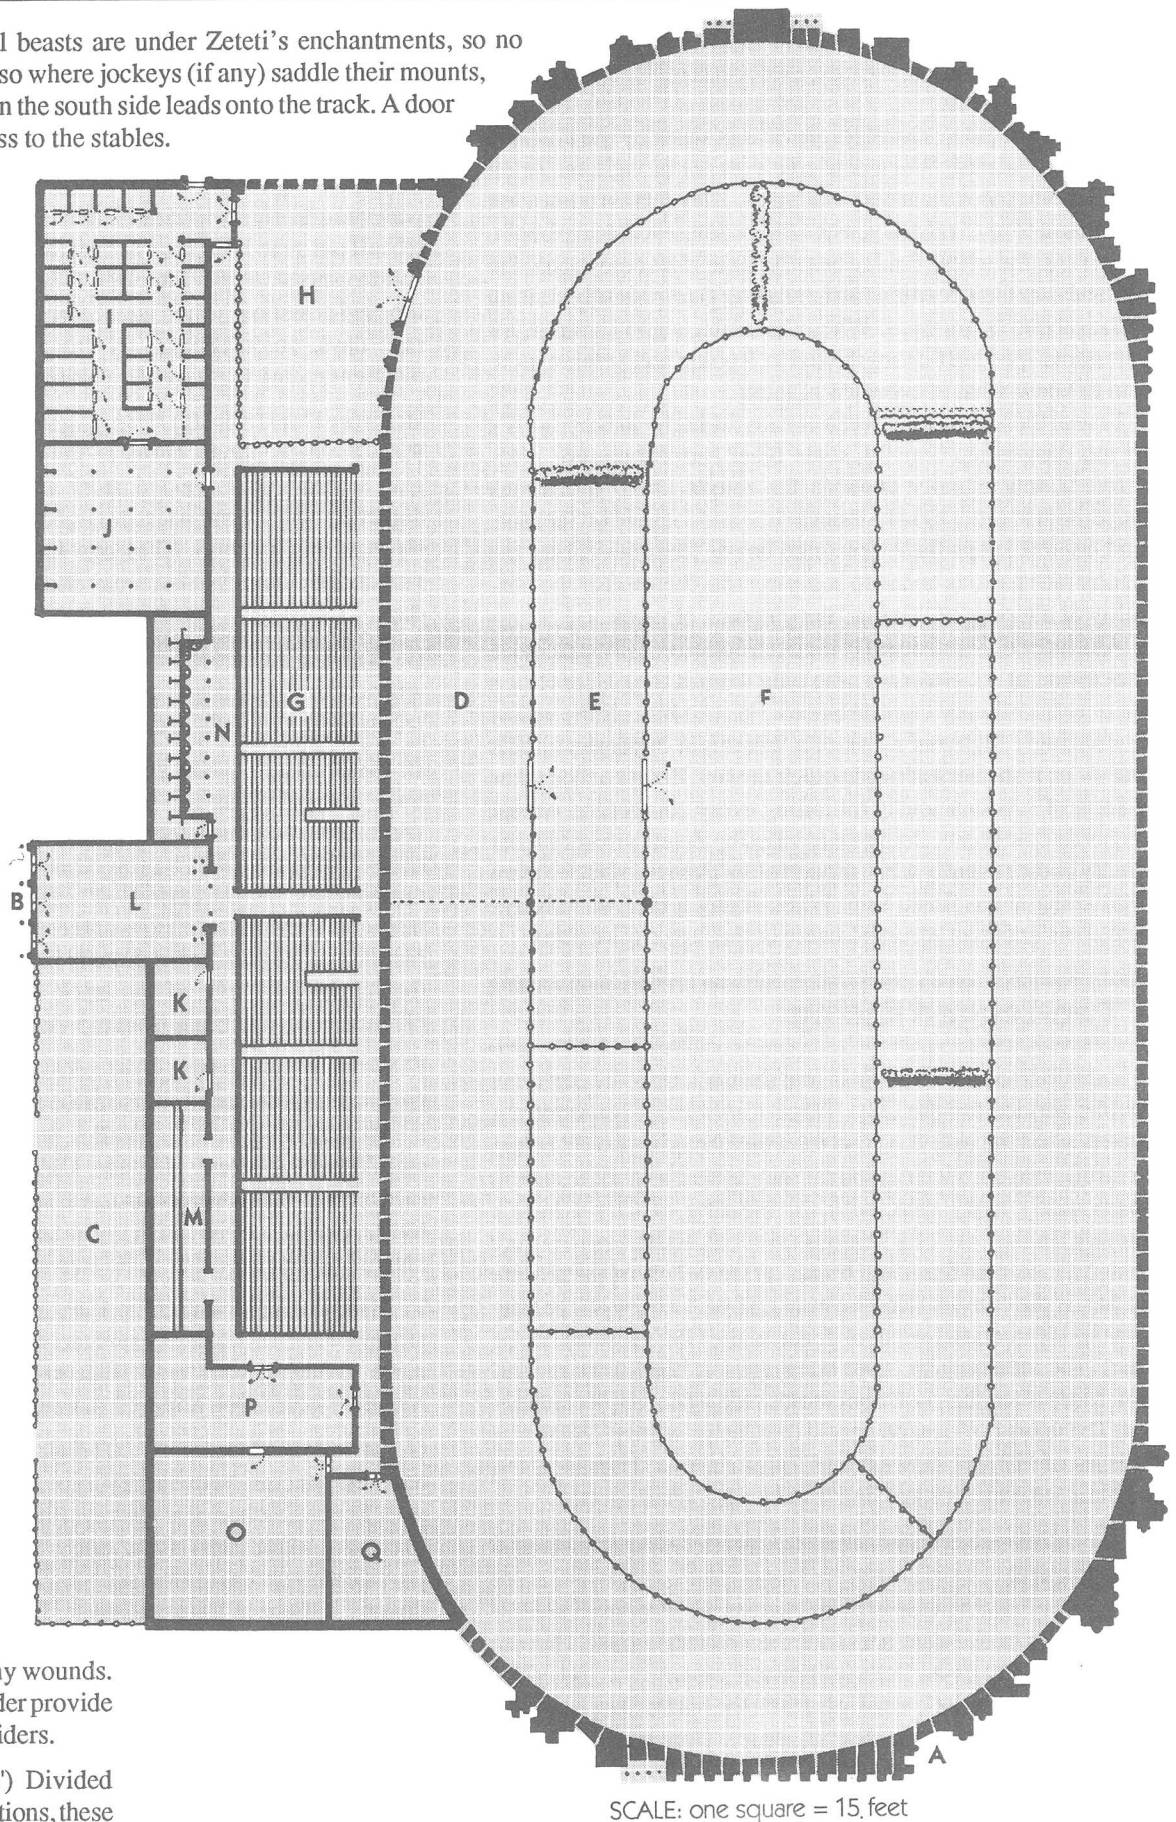 l beasts are under Zeteti's enchantments, so no
so where jockeys (if any) saddle their mounts,
n the south side leads onto the track. A door
ss to the stables.
H
I
J
G
D
E
F
N
B
L
K
K
M
C
P
O
Q
A
ny wounds.
der provide
iders.
') Divided
tions, these
SCALE: one square = 15 feet